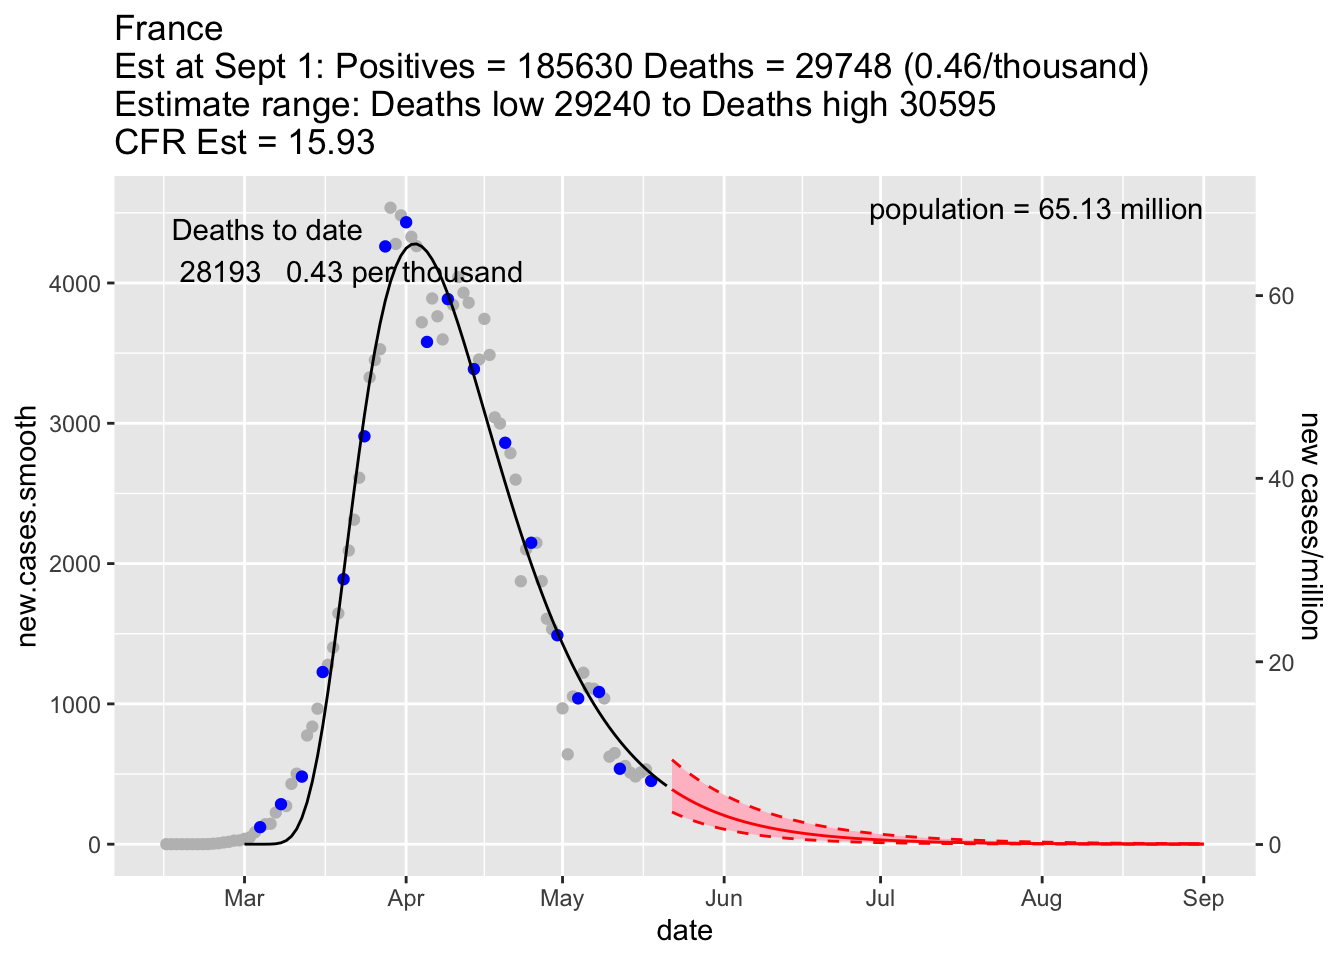 France
Est at Sept 1: Positives = 185630 Deaths = 29748 (0.46/thousand)
Estimate range: Deaths low 29240 to Deaths high 30595
CFR Est = 15.93
population = 65.13 million
Deaths to date
28193 0.43 per thousand
4000
3000
2000
1000
0
new.cases.smooth
60
40
20
0
new cases/million
Mar Apr May Jun Jul Aug Sep
date